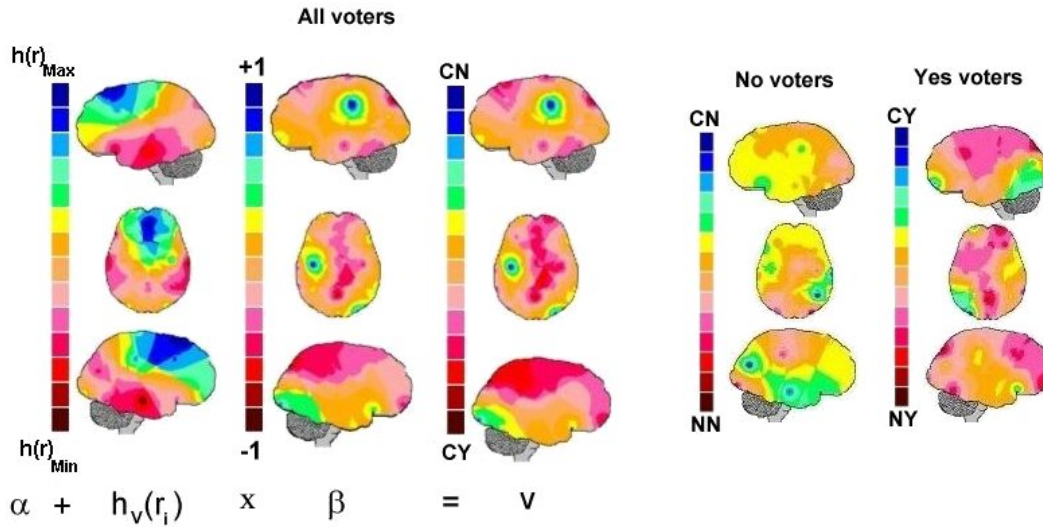 All voters
h(r)Max
+1
CN
h(r)Min
-1
CY
No voters
CN
NN
Yes voters
CY
NY
α + hv(ri) x β = v